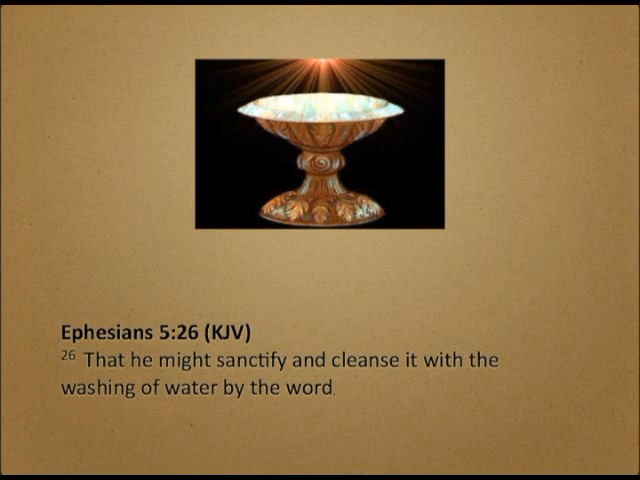 Ephesians 5:26 (KJV)
26 That he might sanctify and cleanse it with the
washing of water by the word.